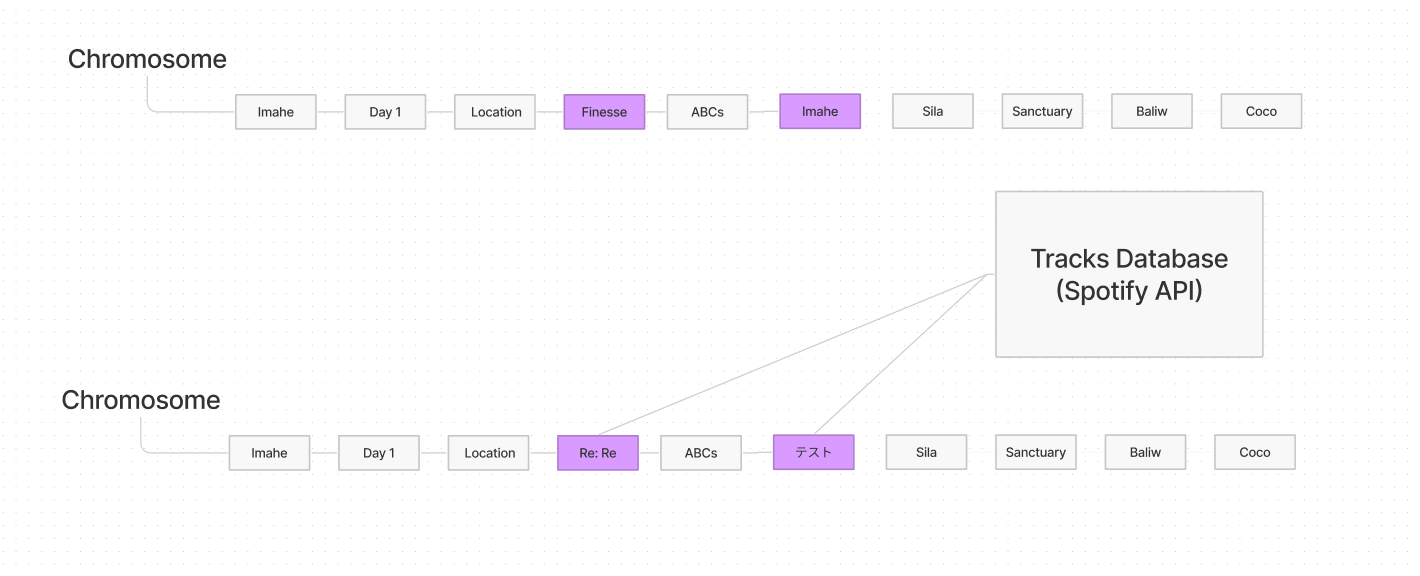 Chromosome
Imahe
Day 1
Location
Finesse
ABCs
Imahe
Sila
Sanctuary
Baliw
Coco
Tracks Database
(Spotify API)
Chromosome
Imahe
Day 1
Location
Re: Re
ABCs
テスト
Sila
Sanctuary
Baliw
Coco